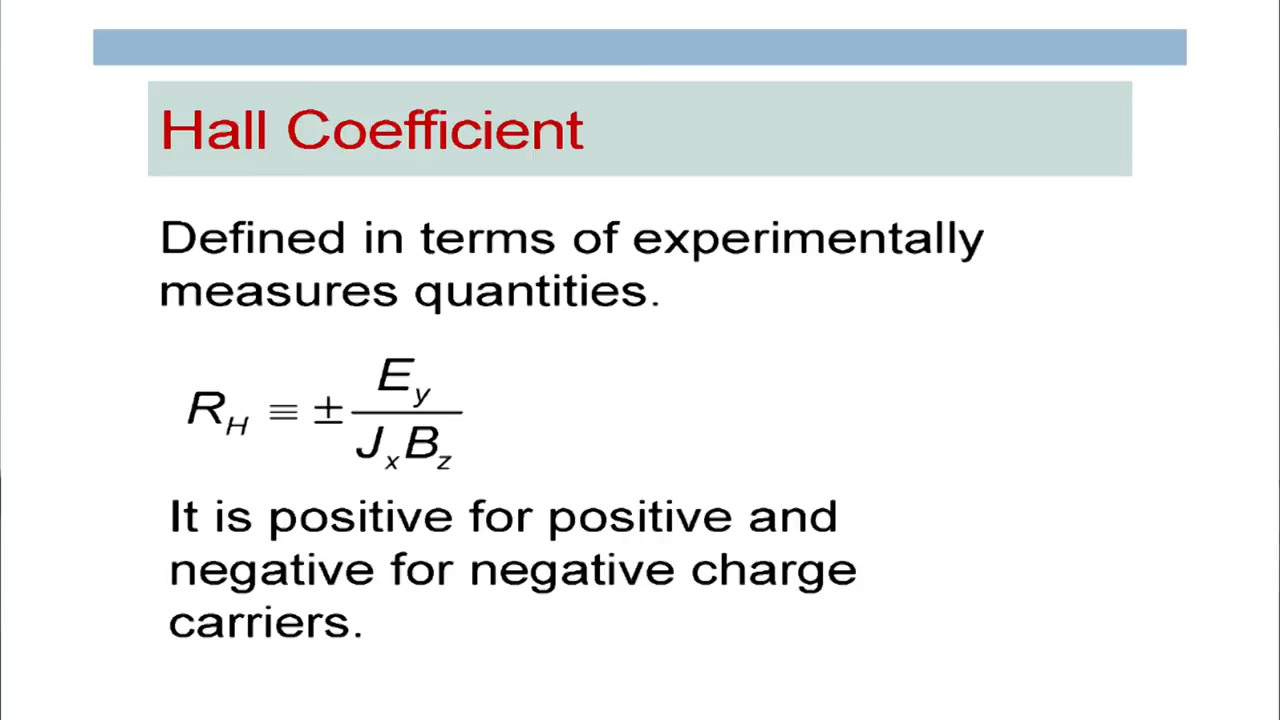 Hall Coefficient
Defined in terms of experimentally
measures quantities.
R_H ≡ ± E_y / J_x B_z
It is positive for positive and
negative for negative charge
carriers.